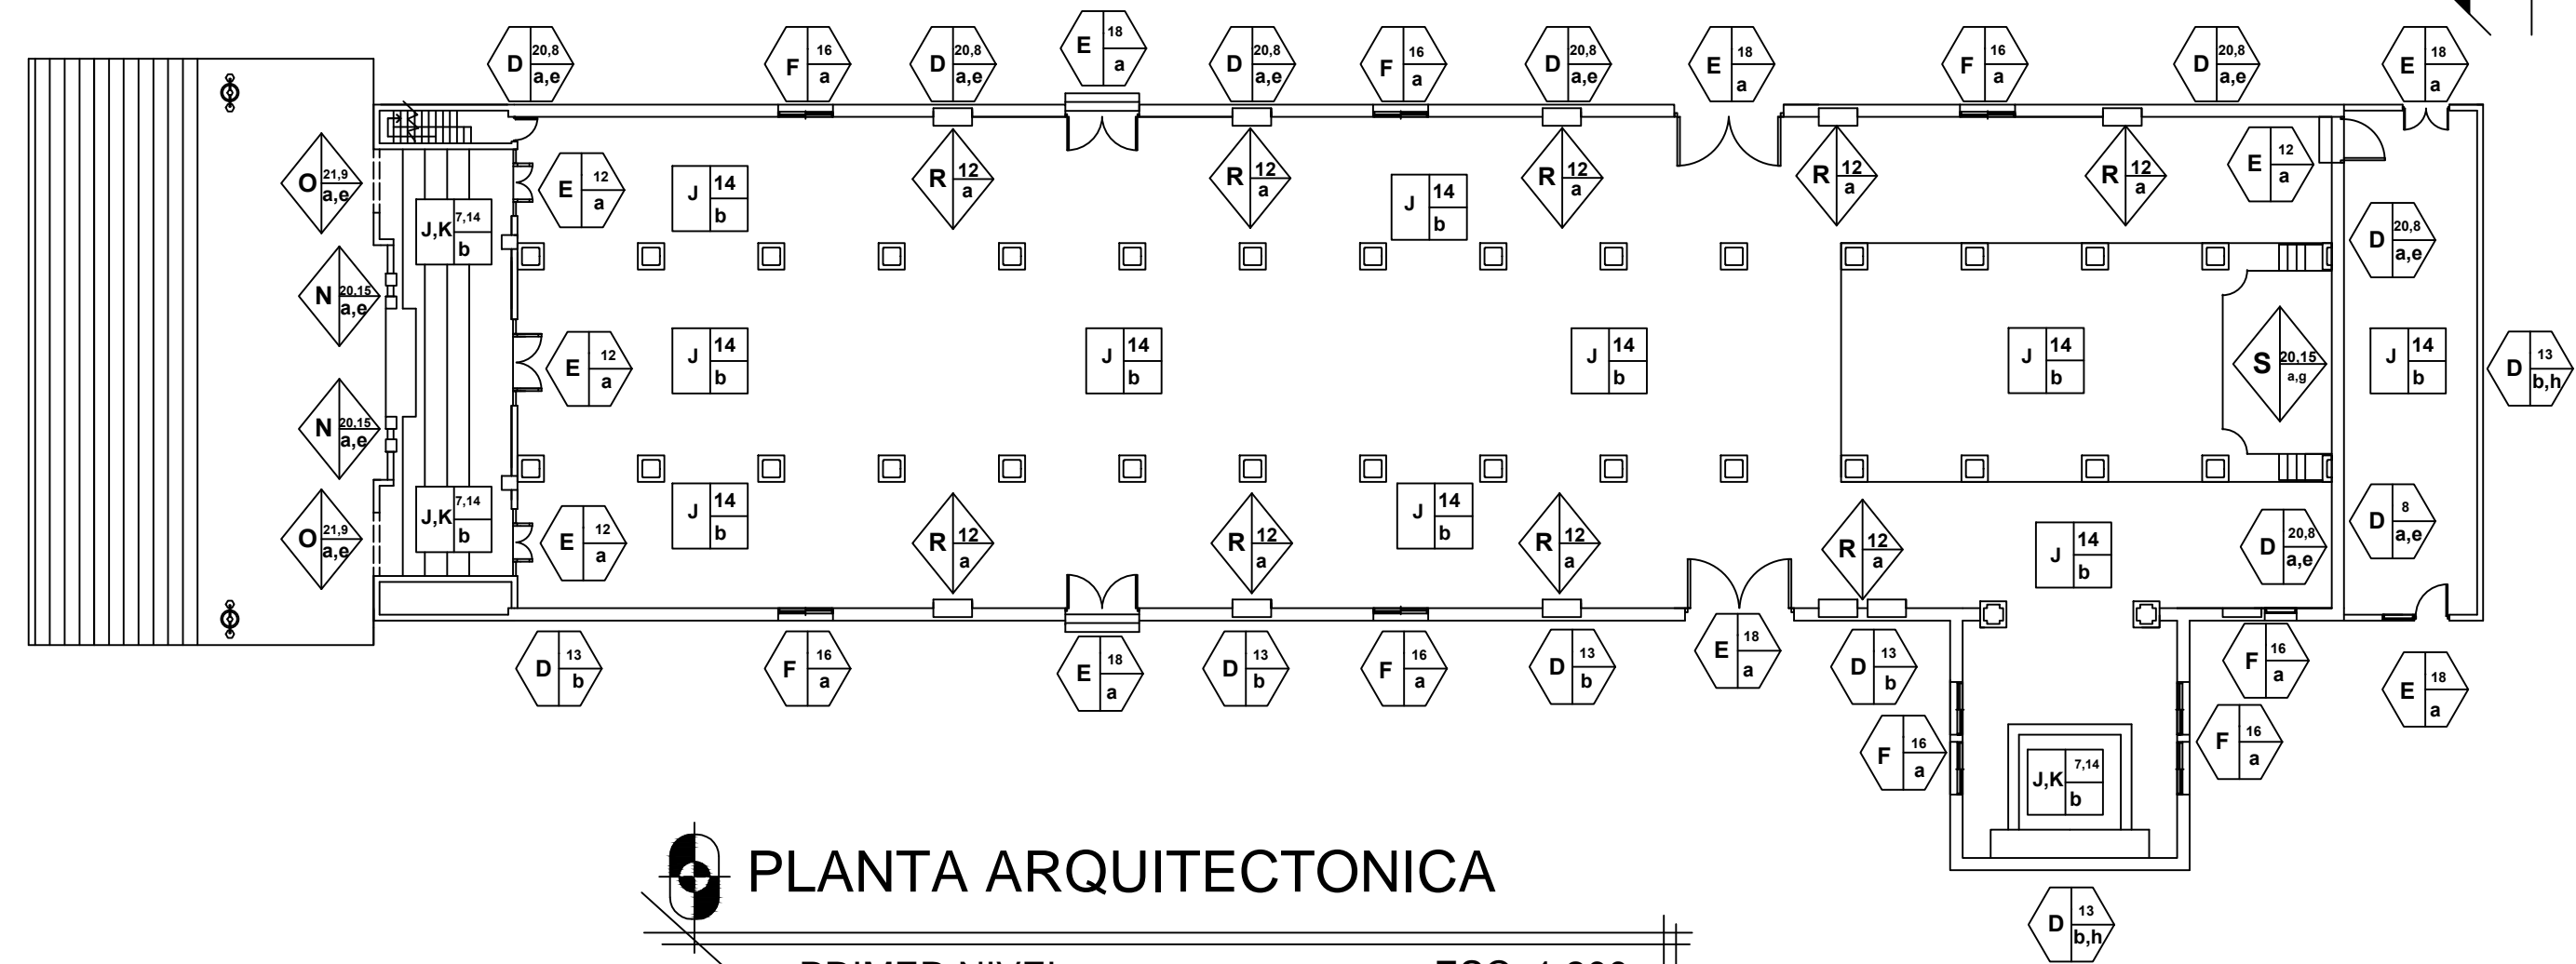 D 20,8 a,e
F 16 a
D 20,8 a,e
E 18 a
D 20,8 a,e
F 16 a
D 20,8 a,e
E 18 a
F 16 a
D 20,8 a,e
E 18 a
O 21,9 a,e
E 12 a
J 14 b
R 12 a
R 12 a
J 14 b
R 12 a
R 12 a
R 12 a
E 12 a
J,K 7,14 b
D 20,8 a,e
N 20,15 a,e
E 12 a
J 14 b
J 14 b
J 14 b
J 14 b
S 20,15 a,g
J 14 b
D 13 b,h
N 20,15 a,e
J,K 7,14 b
O 21,9 a,e
E 12 a
J 14 b
R 12 a
R 12 a
J 14 b
R 12 a
R 12 a
J 14 b
D 20,8 a,e
D 8 a,e
D 13 b
F 16 a
E 18 a
D 13 b
F 16 a
D 13 b
E 18 a
D 13 b
F 16 a
E 18 a
F 16 a
F 16 a
J,K 7,14 b
PLANTA ARQUITECTONICA
D 13 b,h
PRIMER NIVEL